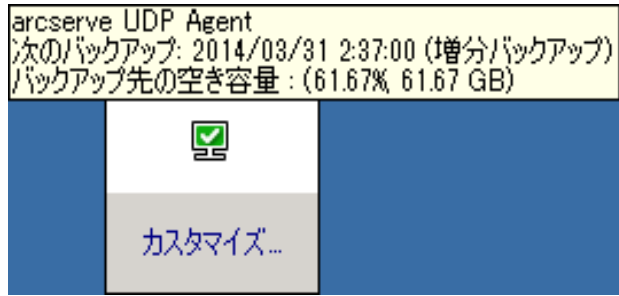 arcserve UDP Agent
次のバックアップ: 2014/03/31 2:37:00 (増分バックアップ)
バックアップ先の空き容量 : (61.67%, 61.67 GB)
カスタマイズ...